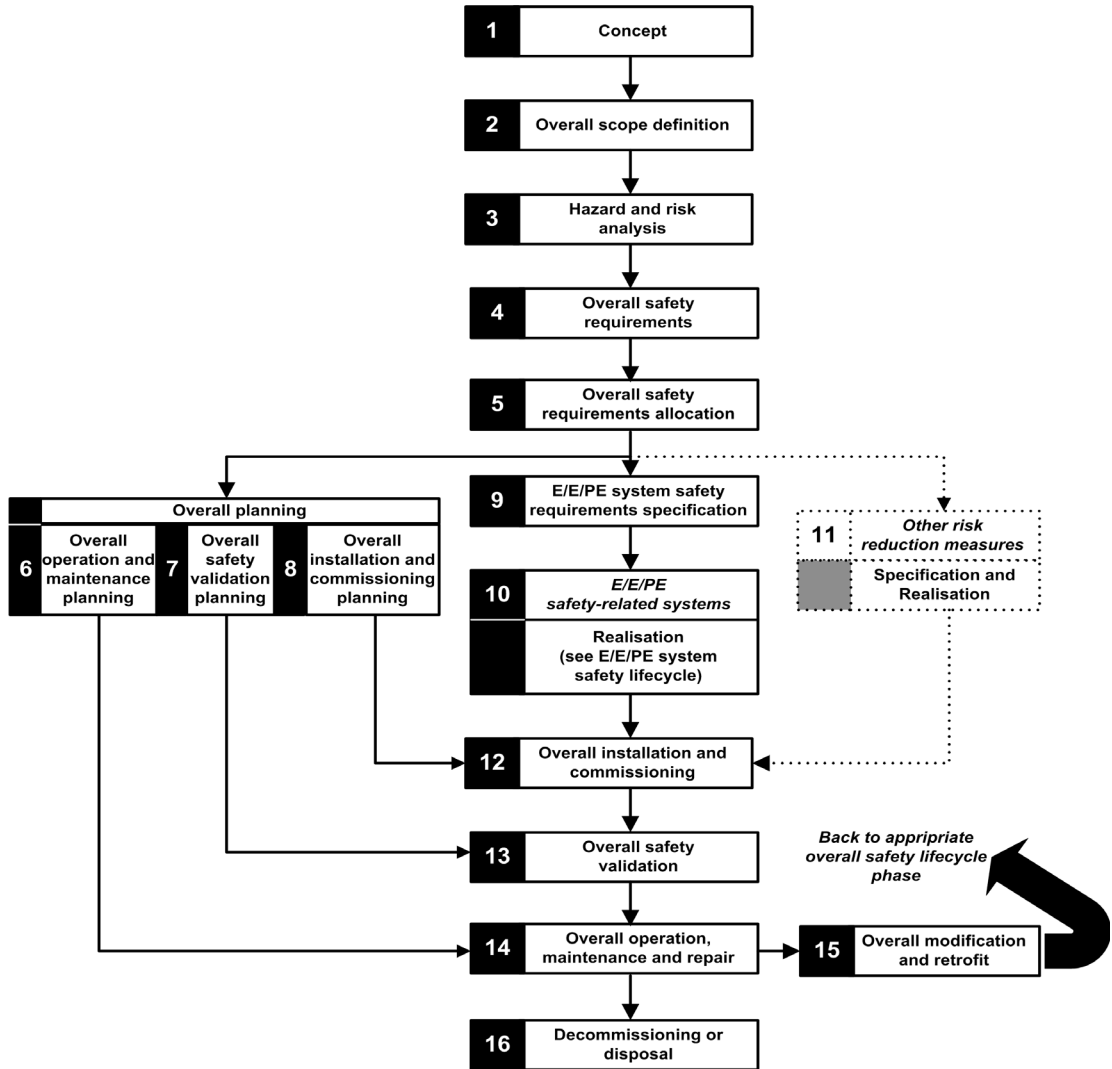 1
Concept
2
Overall scope definition
3
Hazard and risk
analysis
4
Overall safety
requirements
5
Overall safety
requirements allocation
Overall planning
6
Overall
operation and
maintenance
planning
7
Overall
safety
validation
planning
8
Overall
installation and
commissioning
planning
9
E/E/PE system safety
requirements specification
10
E/E/PE
safety-related systems
Realisation
(see E/E/PE system
safety lifecycle)
11
Other risk
reduction measures
Specification and
Realisation
12
Overall installation and
commissioning
13
Overall safety
validation
Back to appripriate
overall safety lifecycle
phase
14
Overall operation,
maintenance and repair
15
Overall modification
and retrofit
16
Decommissioning or
disposal